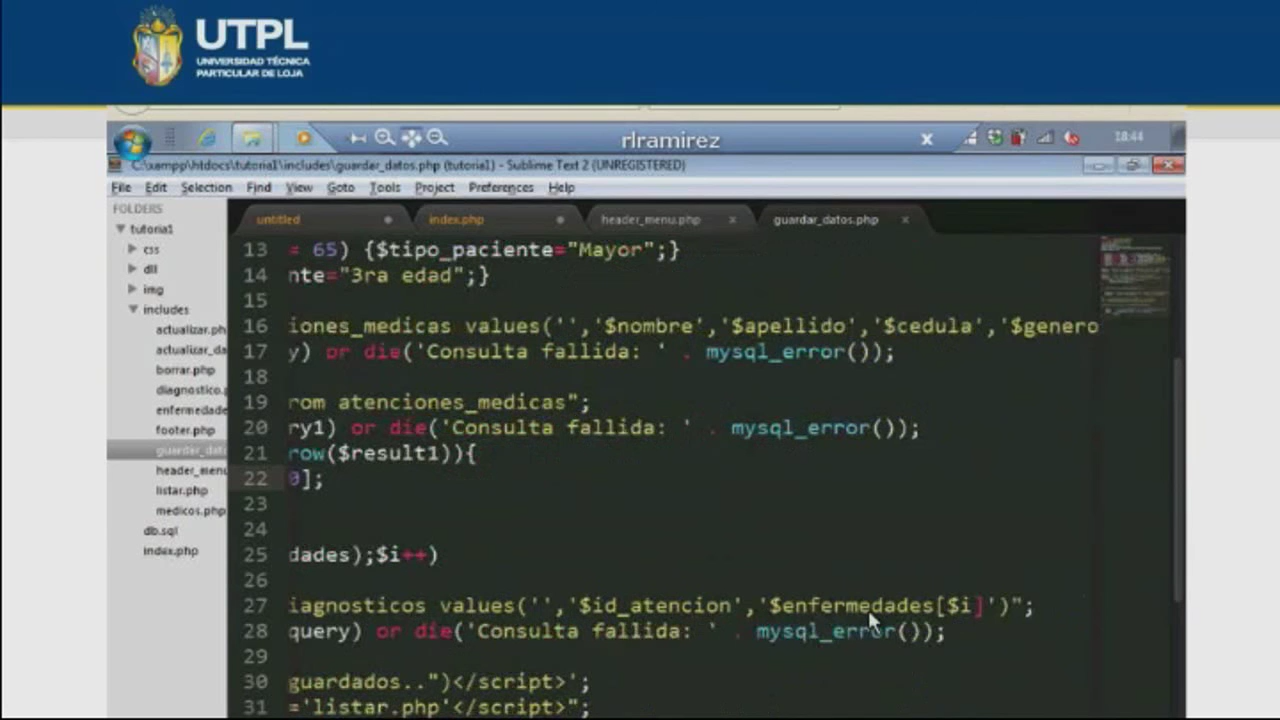 UTPL
UNIVERSIDAD TÉCNICA
PARTICULAR DE LOJA
rlramirez
18:44
C:\xampp\htdocs\tutorial\includes\guardar_datos.php (tutorial) - Sublime Text 2 (UNREGISTERED)
File Edit Selection Find View Goto Tools Project Preferences Help
FOLDERS
tutorial
css
dll
img
includes
actualizar.ph
actualizar_da
borrar.php
diagnostico.p
enfermedade
footer.php
guardar_dato
header_menu
listar.php
medicos.php
db.sql
index.php
untitled
index.php
header_menu.php
guardar_datos.php
13 = 65) {$tipo_paciente="Mayor";}
14 nte="3ra edad";}
15
16 iones_medicas values('','$nombre','$apellido','$cedula','$genero
17 y) or die('Consulta fallida: ' . mysql_error());
18
19 rom atenciones_medicas";
20 ry1) or die('Consulta fallida: ' . mysql_error());
21 row($result1)){
22 0];
23
24
25 dades);$i++)
26
27 iagnosticos values('','$id_atencion','$enfermedades[$i]')";
28 query) or die('Consulta fallida: ' . mysql_error());
29
30 guardados..")</script>';
31 ='listar.php'</script>";